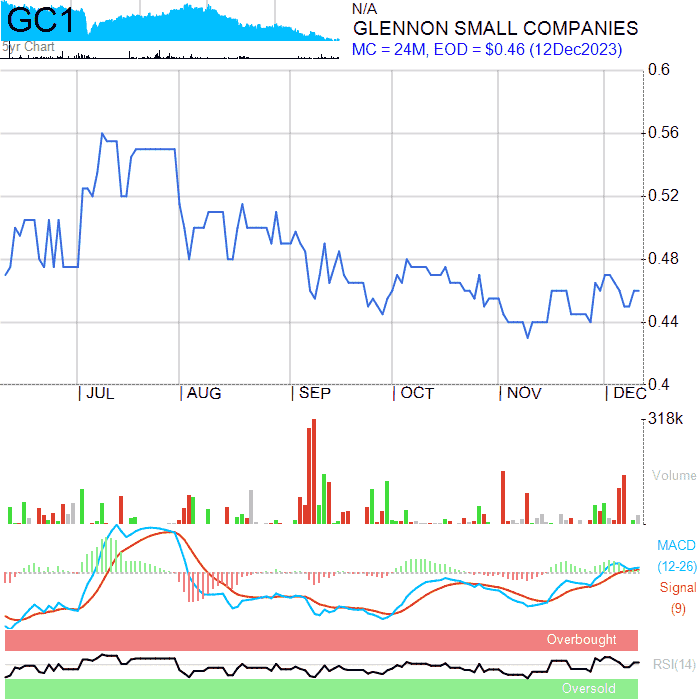 GC1
5yr Chart
N/A
GLENNON SMALL COMPANIES
MC = 24M, EOD = $0.46 (12Dec2023)
0.6
0.56
0.52
0.48
0.44
0.4
| JUL | AUG | SEP | OCT | NOV | DEC
318k
Volume
MACD
(12-26)
Signal
(9)
Overbought
RSI(14)
Oversold